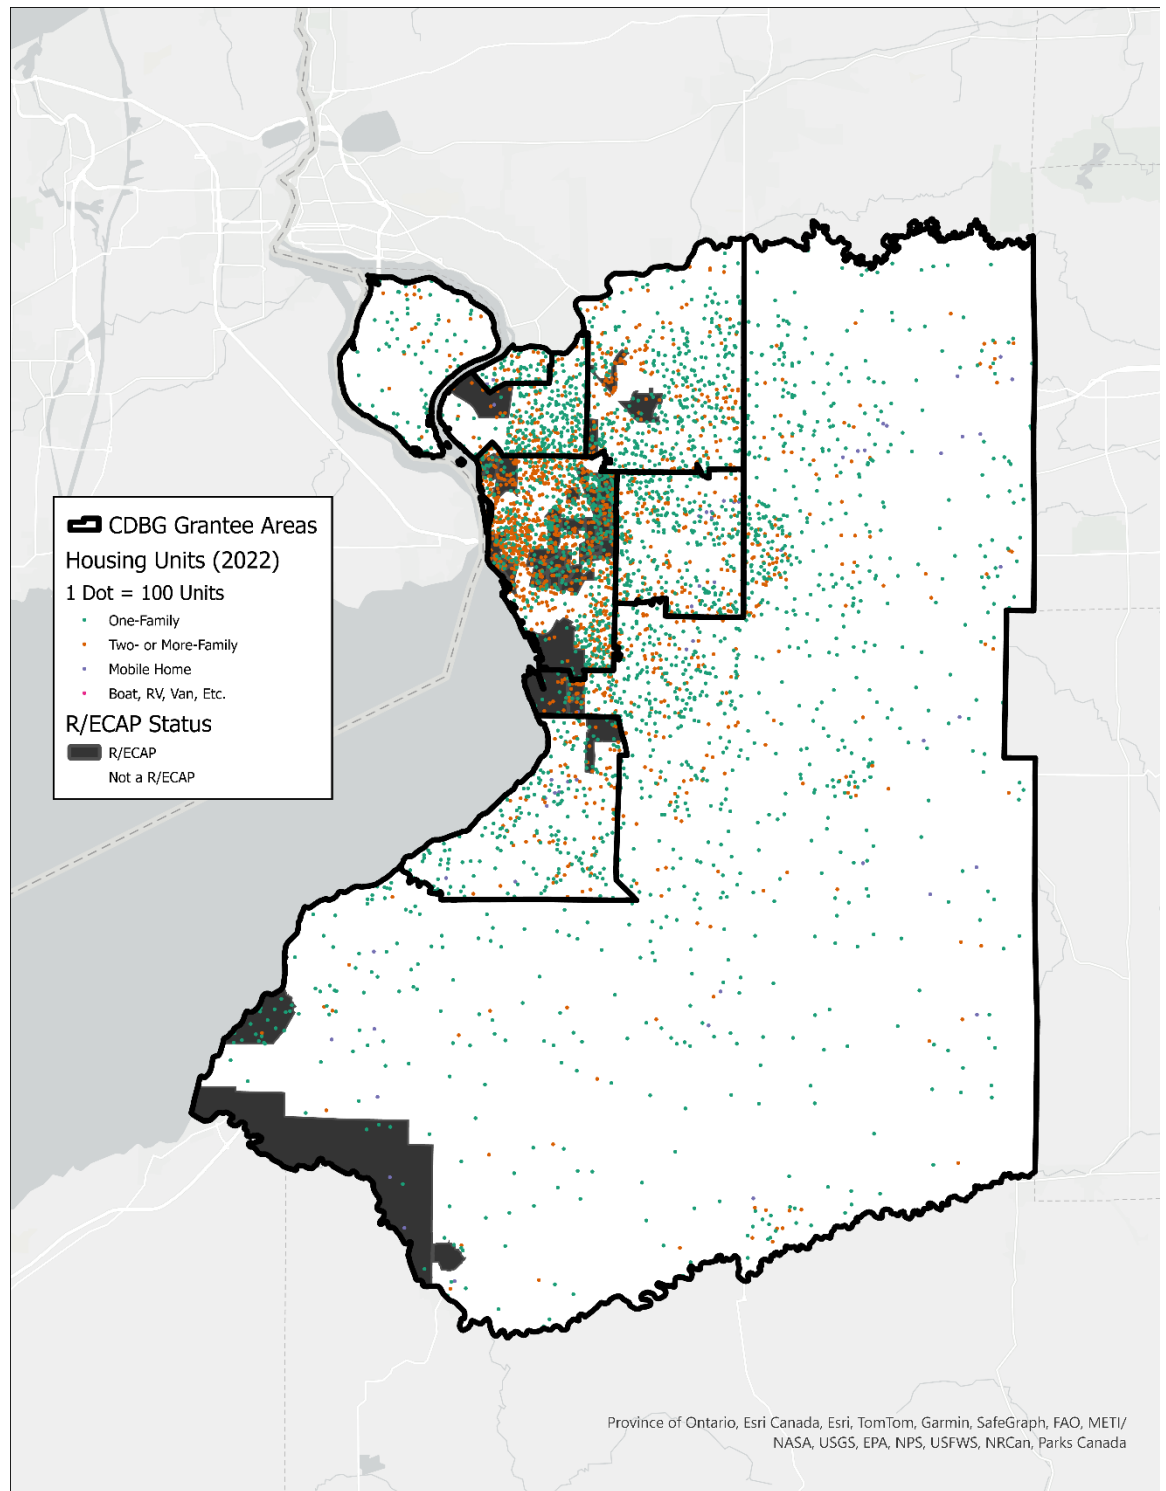 CDBG Grantee Areas
Housing Units (2022)
1 Dot = 100 Units
One-Family
Two- or More-Family
Mobile Home
Boat, RV, Van, Etc.
R/ECAP Status
R/ECAP
Not a R/ECAP
Province of Ontario, Esri Canada, Esri, TomTom, Garmin, SafeGraph, FAO, METI/
NASA, USGS, EPA, NPS, USFWS, NRCan, Parks Canada